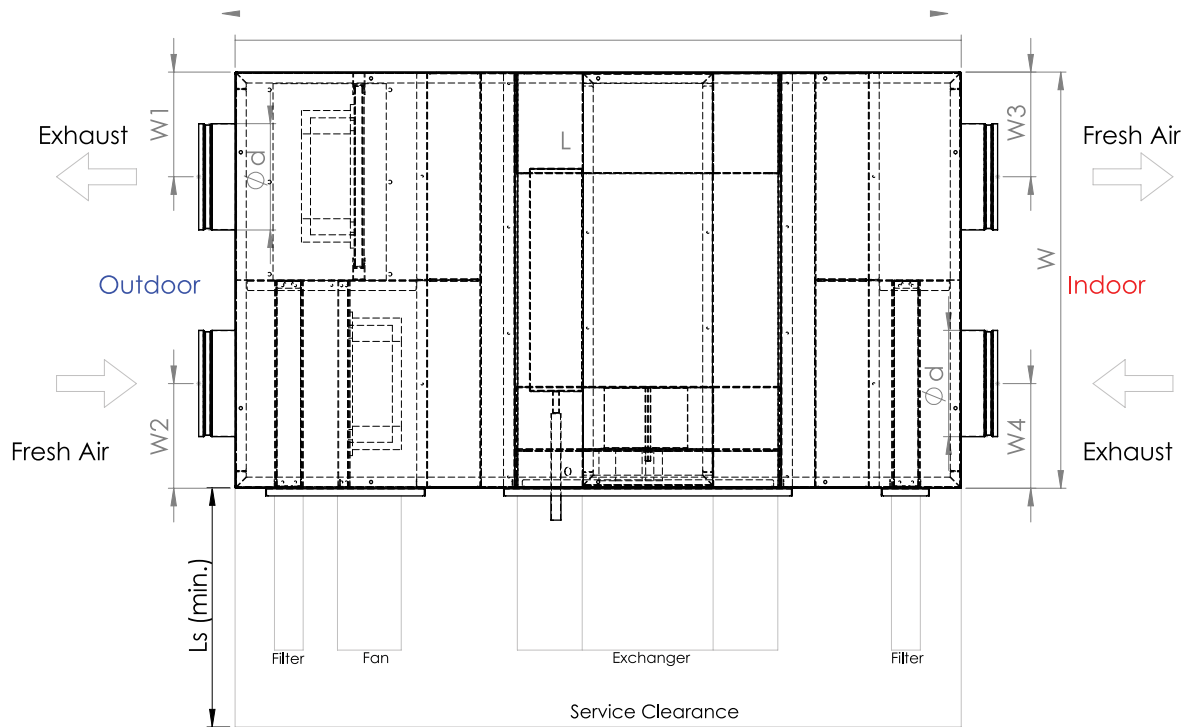 W1
W3
Exhaust
Fresh Air
L
Ød
W
Outdoor
Indoor
Ød
W2
W4
Fresh Air
Exhaust
Ls (min.)
Filter
Fan
Exchanger
Filter
Service Clearance